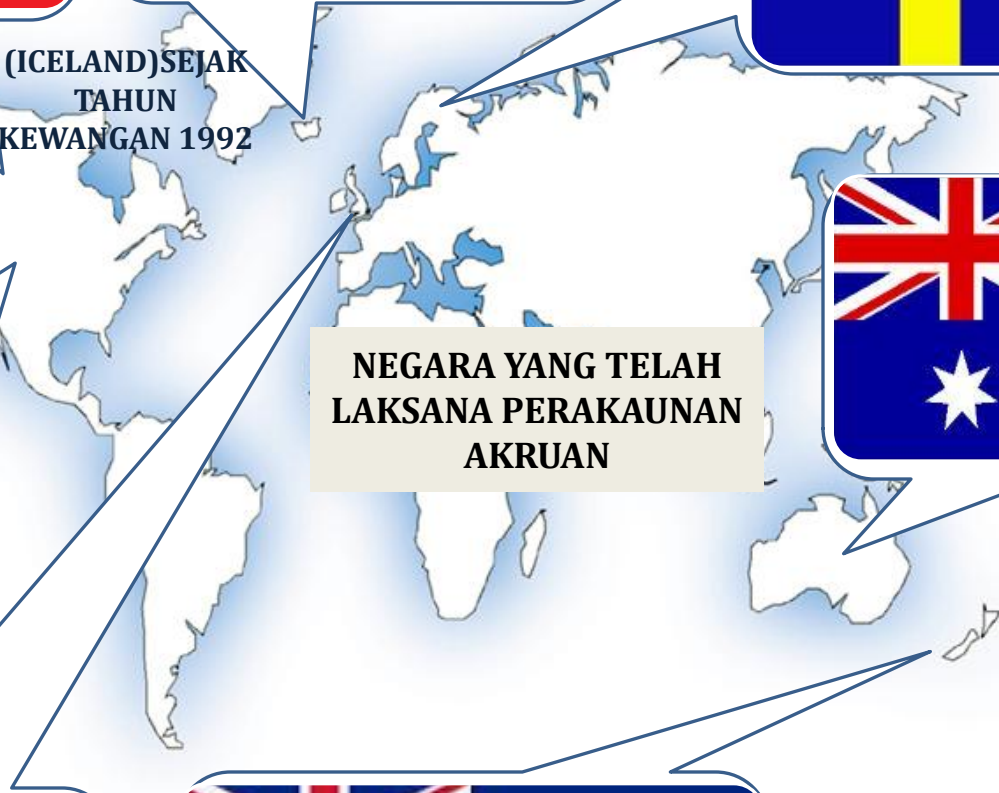 (ICELAND)SEJAK
TAHUN
KEWANGAN 1992
NEGARA YANG TELAH
LAKSANA PERAKAUNAN
AKRUAN